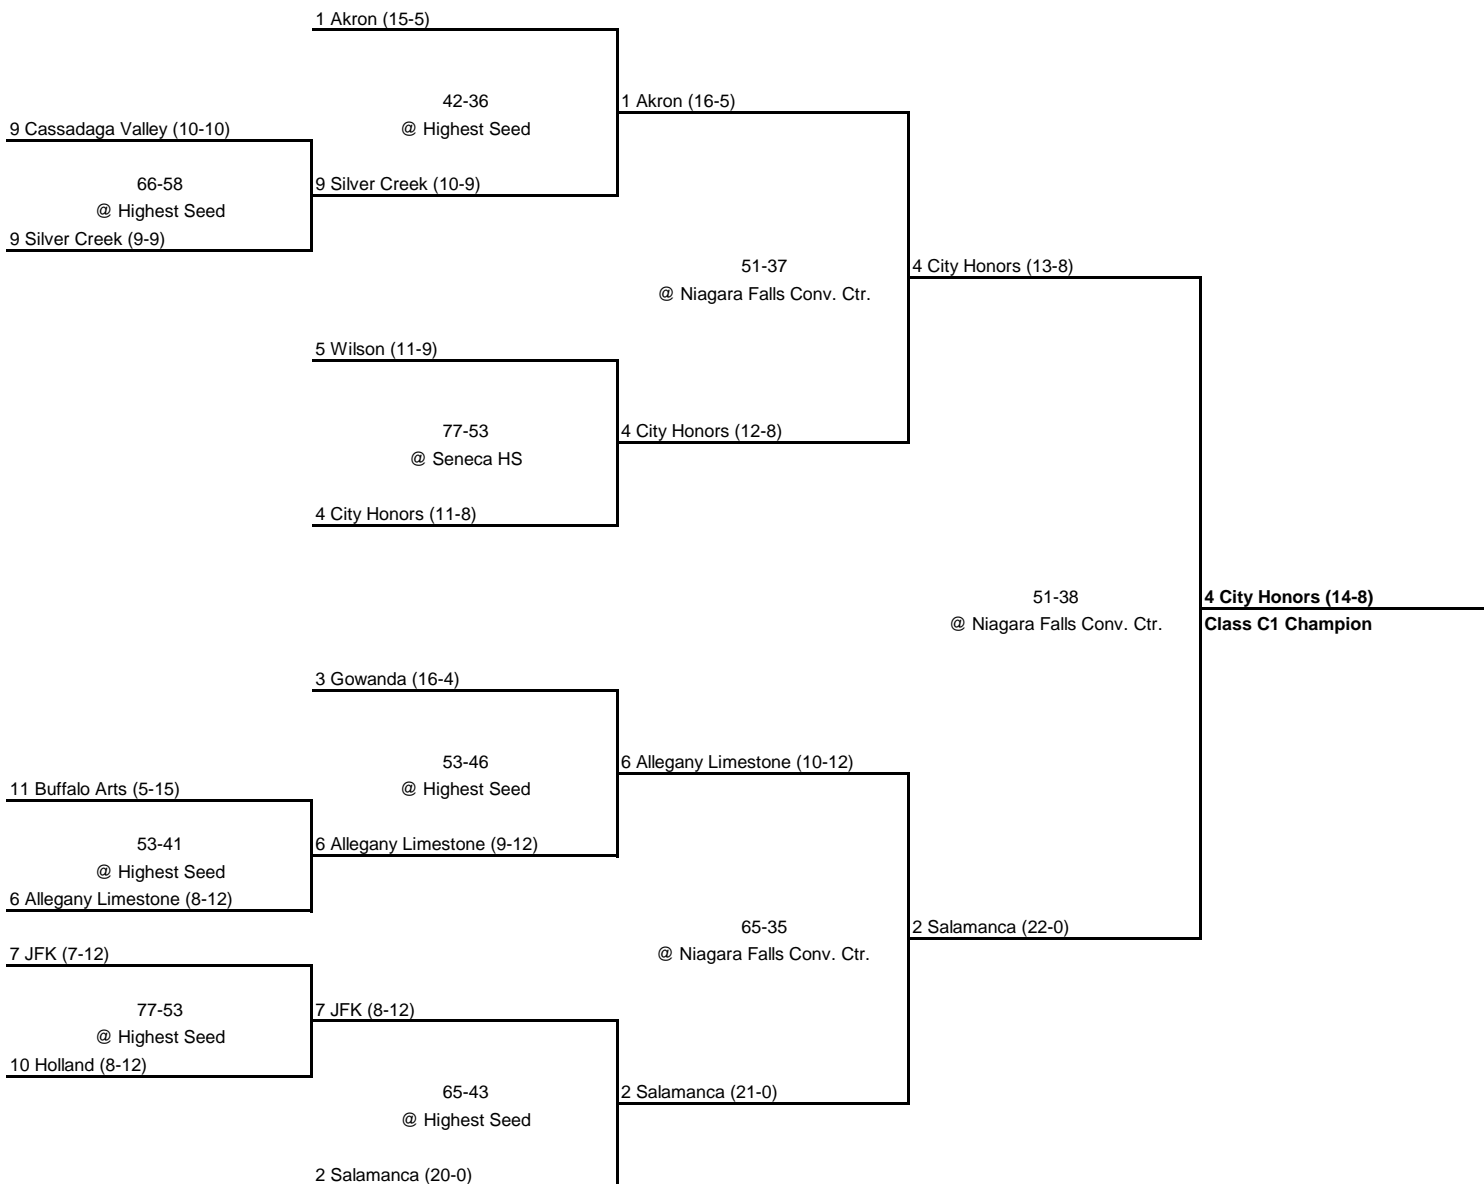 1 Akron (15-5)
42-36
@ Highest Seed
1 Akron (16-5)
9 Cassadaga Valley (10-10)
66-58
@ Highest Seed
9 Silver Creek (10-9)
9 Silver Creek (9-9)
51-37
@ Niagara Falls Conv. Ctr.
4 City Honors (13-8)
5 Wilson (11-9)
77-53
@ Seneca HS
4 City Honors (12-8)
4 City Honors (11-8)
51-38
@ Niagara Falls Conv. Ctr.
4 City Honors (14-8)
Class C1 Champion
3 Gowanda (16-4)
53-46
@ Highest Seed
6 Allegany Limestone (10-12)
11 Buffalo Arts (5-15)
53-41
@ Highest Seed
6 Allegany Limestone (9-12)
6 Allegany Limestone (8-12)
65-35
@ Niagara Falls Conv. Ctr.
2 Salamanca (22-0)
7 JFK (7-12)
77-53
@ Highest Seed
7 JFK (8-12)
10 Holland (8-12)
65-43
@ Highest Seed
2 Salamanca (21-0)
2 Salamanca (20-0)